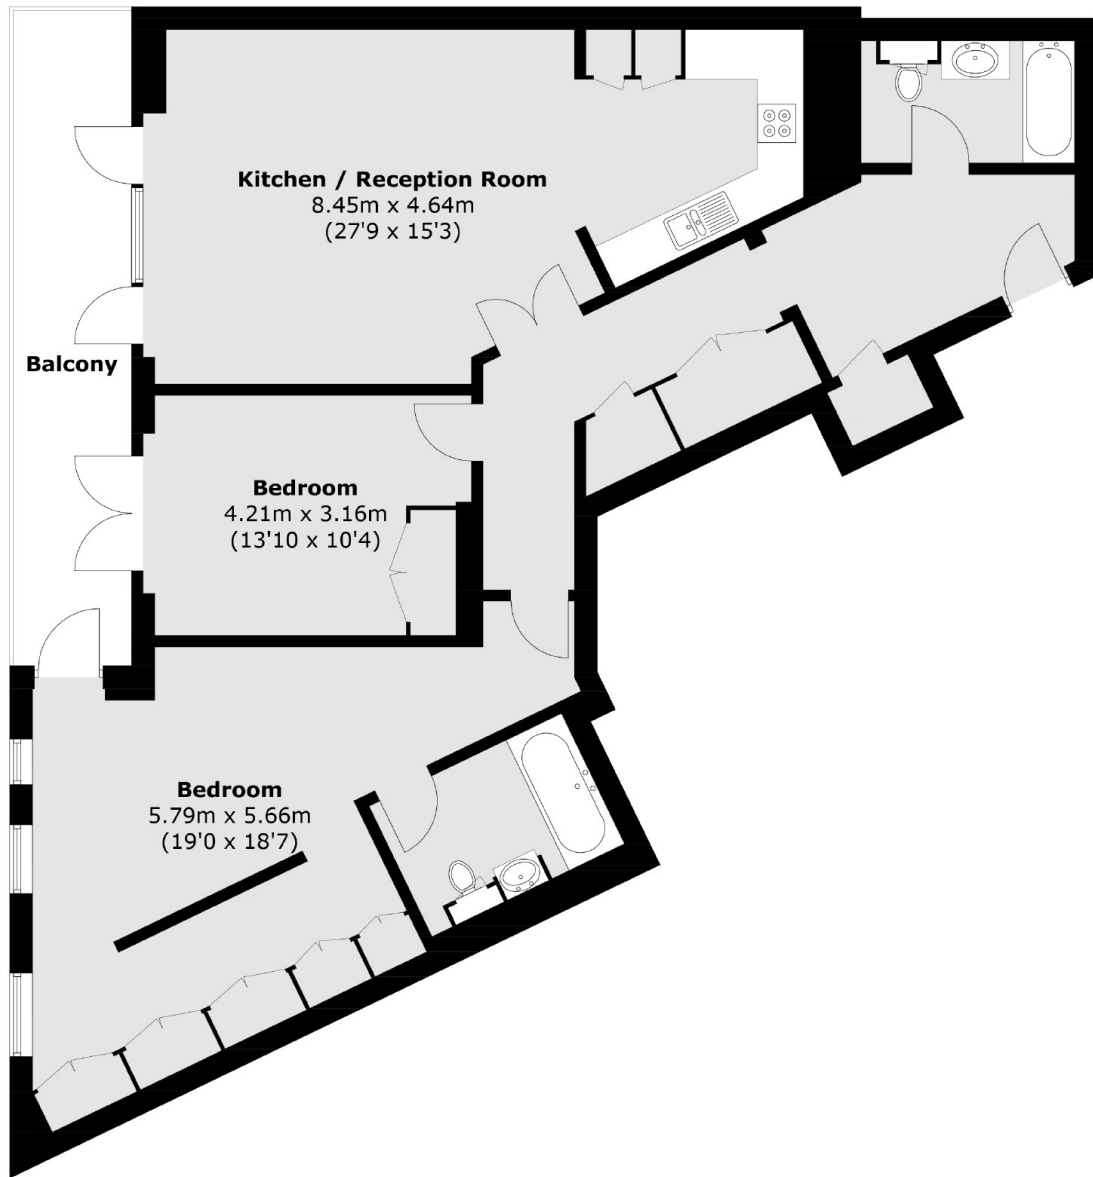 Kitchen / Reception Room
8.45m x 4.64m
(27'9 x 15'3)
Balcony
Bedroom
4.21m x 3.16m
(13'10 x 10'4)
Bedroom
5.79m x 5.66m
(19'0 x 18'7)